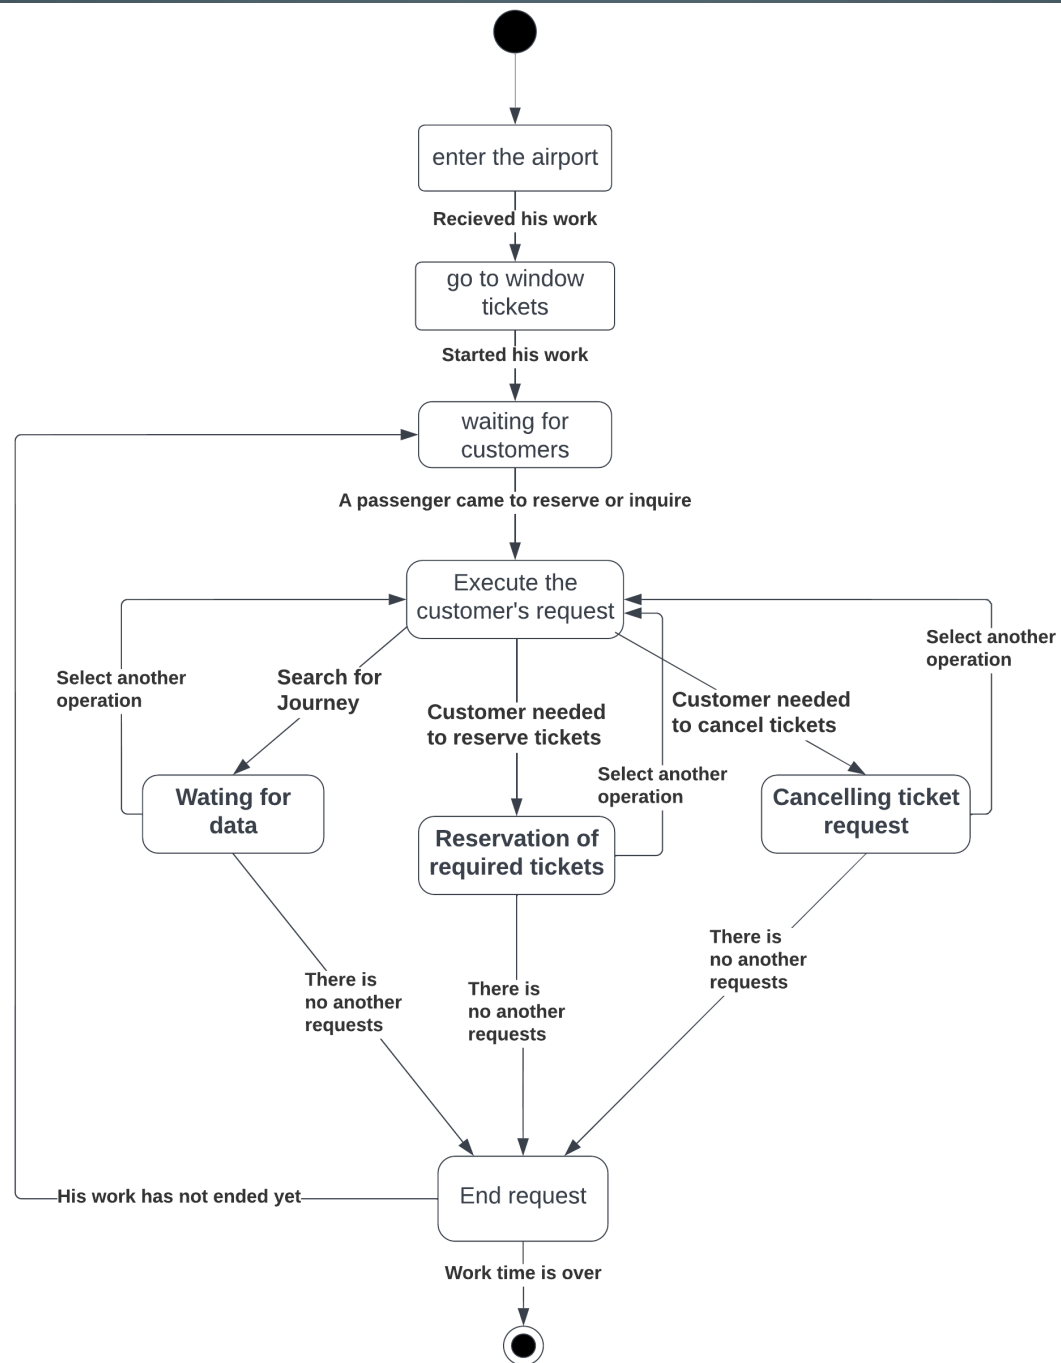 enter the airport
Recieved his work
go to window
tickets
Started his work
waiting for
customers
A passenger came to reserve or inquire
Execute the
customer's request
Select another
operation
Search for
Journey
Customer needed
to reserve tickets
Customer needed
to cancel tickets
Select another
operation
Select another
operation
Wating for
data
Reservation of
required tickets
Cancelling ticket
request
There is
no another
requests
There is
no another
requests
There is
no another
requests
His work has not ended yet
End request
Work time is over